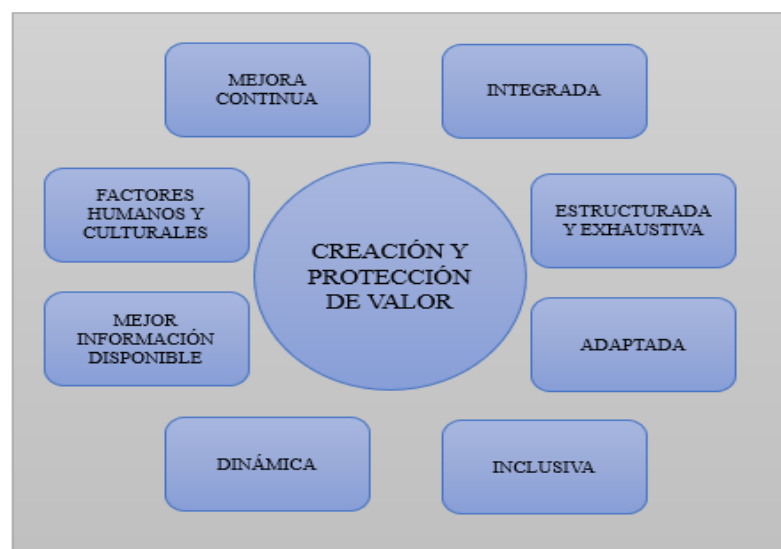 MEJORA
CONTINUA
INTEGRADA
FACTORES
HUMANOS Y
CULTURALES
ESTRUCTURADA
Y EXHAUSTIVA
CREACIÓN Y
PROTECCIÓN
DE VALOR
MEJOR
INFORMACIÓN
DISPONIBLE
ADAPTADA
DINÁMICA
INCLUSIVA